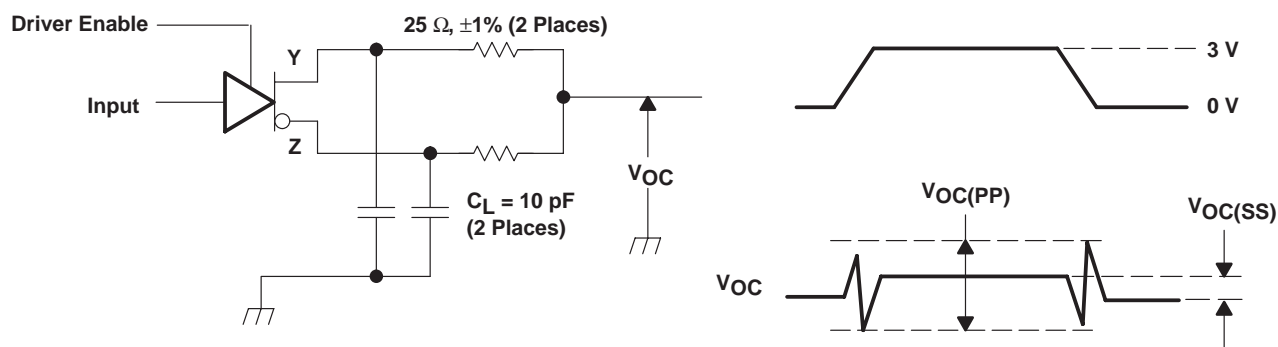 Driver Enable
25 Ω, ±1% (2 Places)
Y
Input
Z
VOC
CL = 10 pF
(2 Places)
3 V
0 V
VOC(PP)
VOC(SS)
VOC